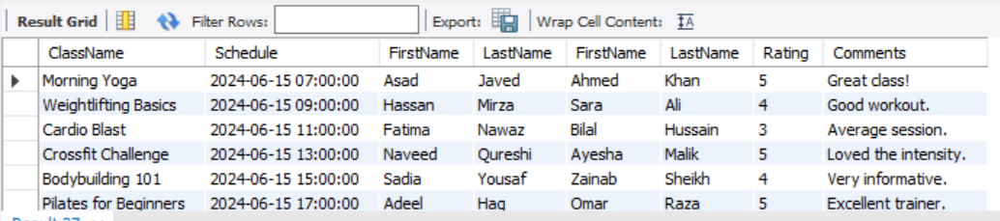 Result Grid Filter Rows: Export: Wrap Cell Content:
ClassName Schedule FirstName LastName FirstName LastName Rating Comments
Morning Yoga 2024-06-15 07:00:00 Asad Javed Ahmed Khan 5 Great class!
Weightlifting Basics 2024-06-15 09:00:00 Hassan Mirza Sara Ali 4 Good workout.
Cardio Blast 2024-06-15 11:00:00 Fatima Nawaz Bilal Hussain 3 Average session.
Crossfit Challenge 2024-06-15 13:00:00 Naveed Qureshi Ayesha Malik 5 Loved the intensity.
Bodybuilding 101 2024-06-15 15:00:00 Sadia Yousaf Zainab Sheikh 4 Very informative.
Pilates for Beginners 2024-06-15 17:00:00 Adeel Haq Omar Raza 5 Excellent trainer.